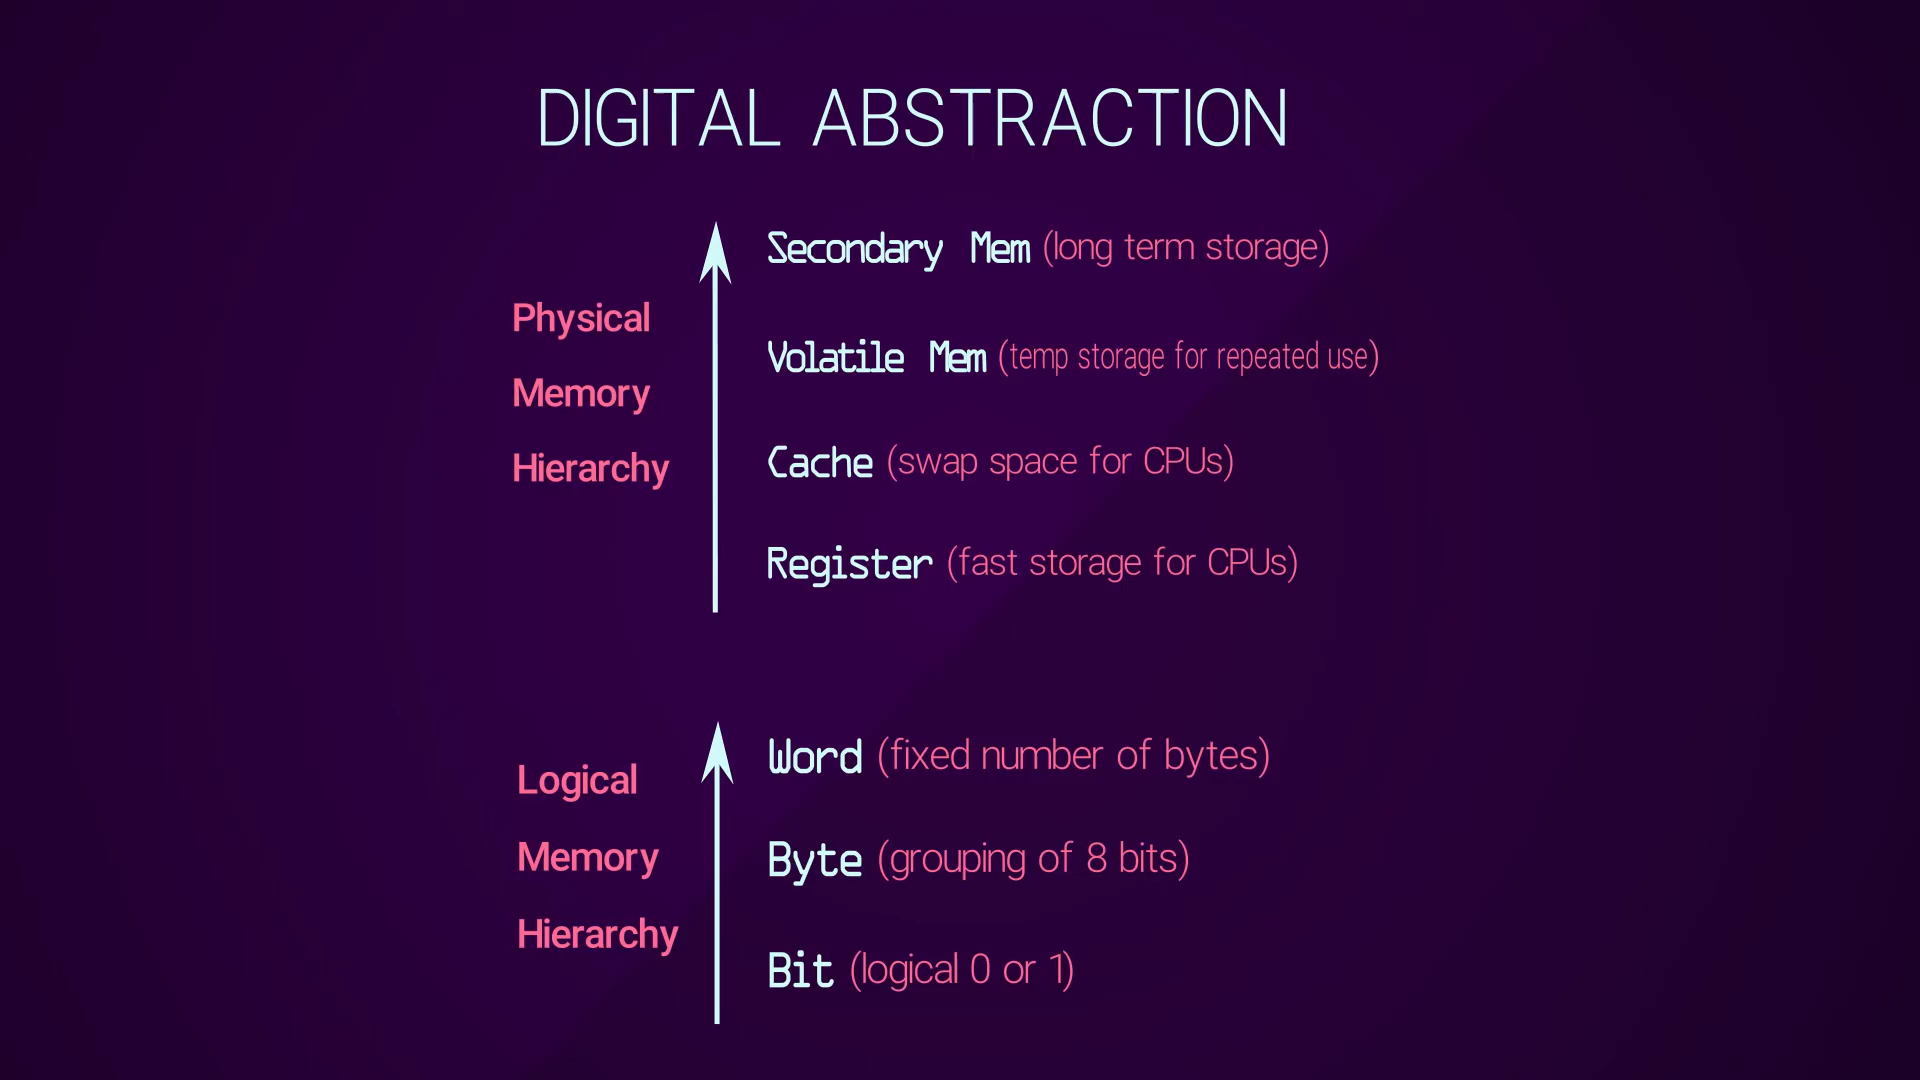 DIGITAL ABSTRACTION
Physical
Memory
Hierarchy
Secondary Mem (long term storage)
Volatile Mem (temp storage for repeated use)
Cache (swap space for CPUs)
Register (fast storage for CPUs)
Logical
Memory
Hierarchy
Word (fixed number of bytes)
Byte (grouping of 8 bits)
Bit (logical 0 or 1)